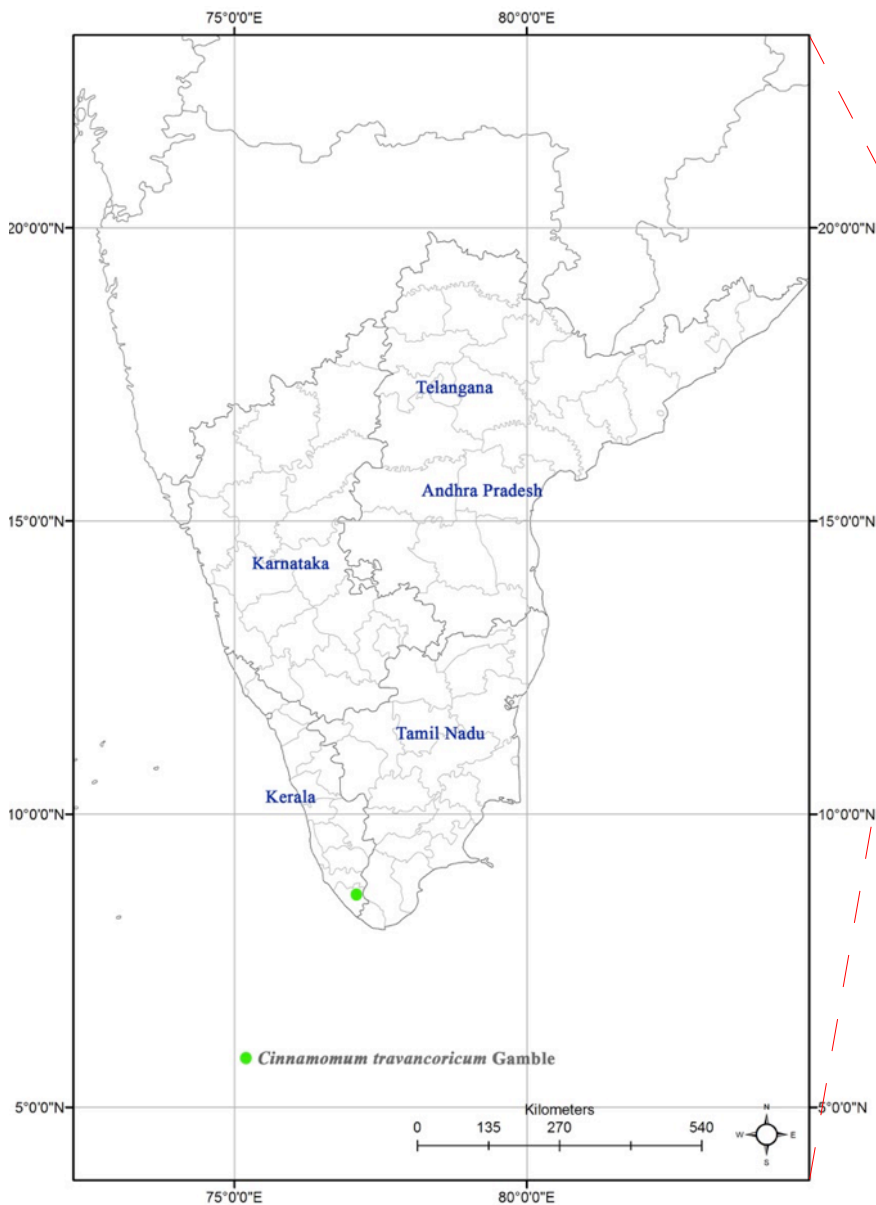 75°0'0"E 80°0'0"E
20°0'0"N 20°0'0"N
Telangana
Andhra Pradesh
15°0'0"N 15°0'0"N
Karnataka
Tamil Nadu
Kerala
10°0'0"N 10°0'0"N
Cinnamomum travancoricum Gamble
5°0'0"N 5°0'0"N
Kilometers
0 135 270 540
N
W E
S
75°0'0"E 80°0'0"E